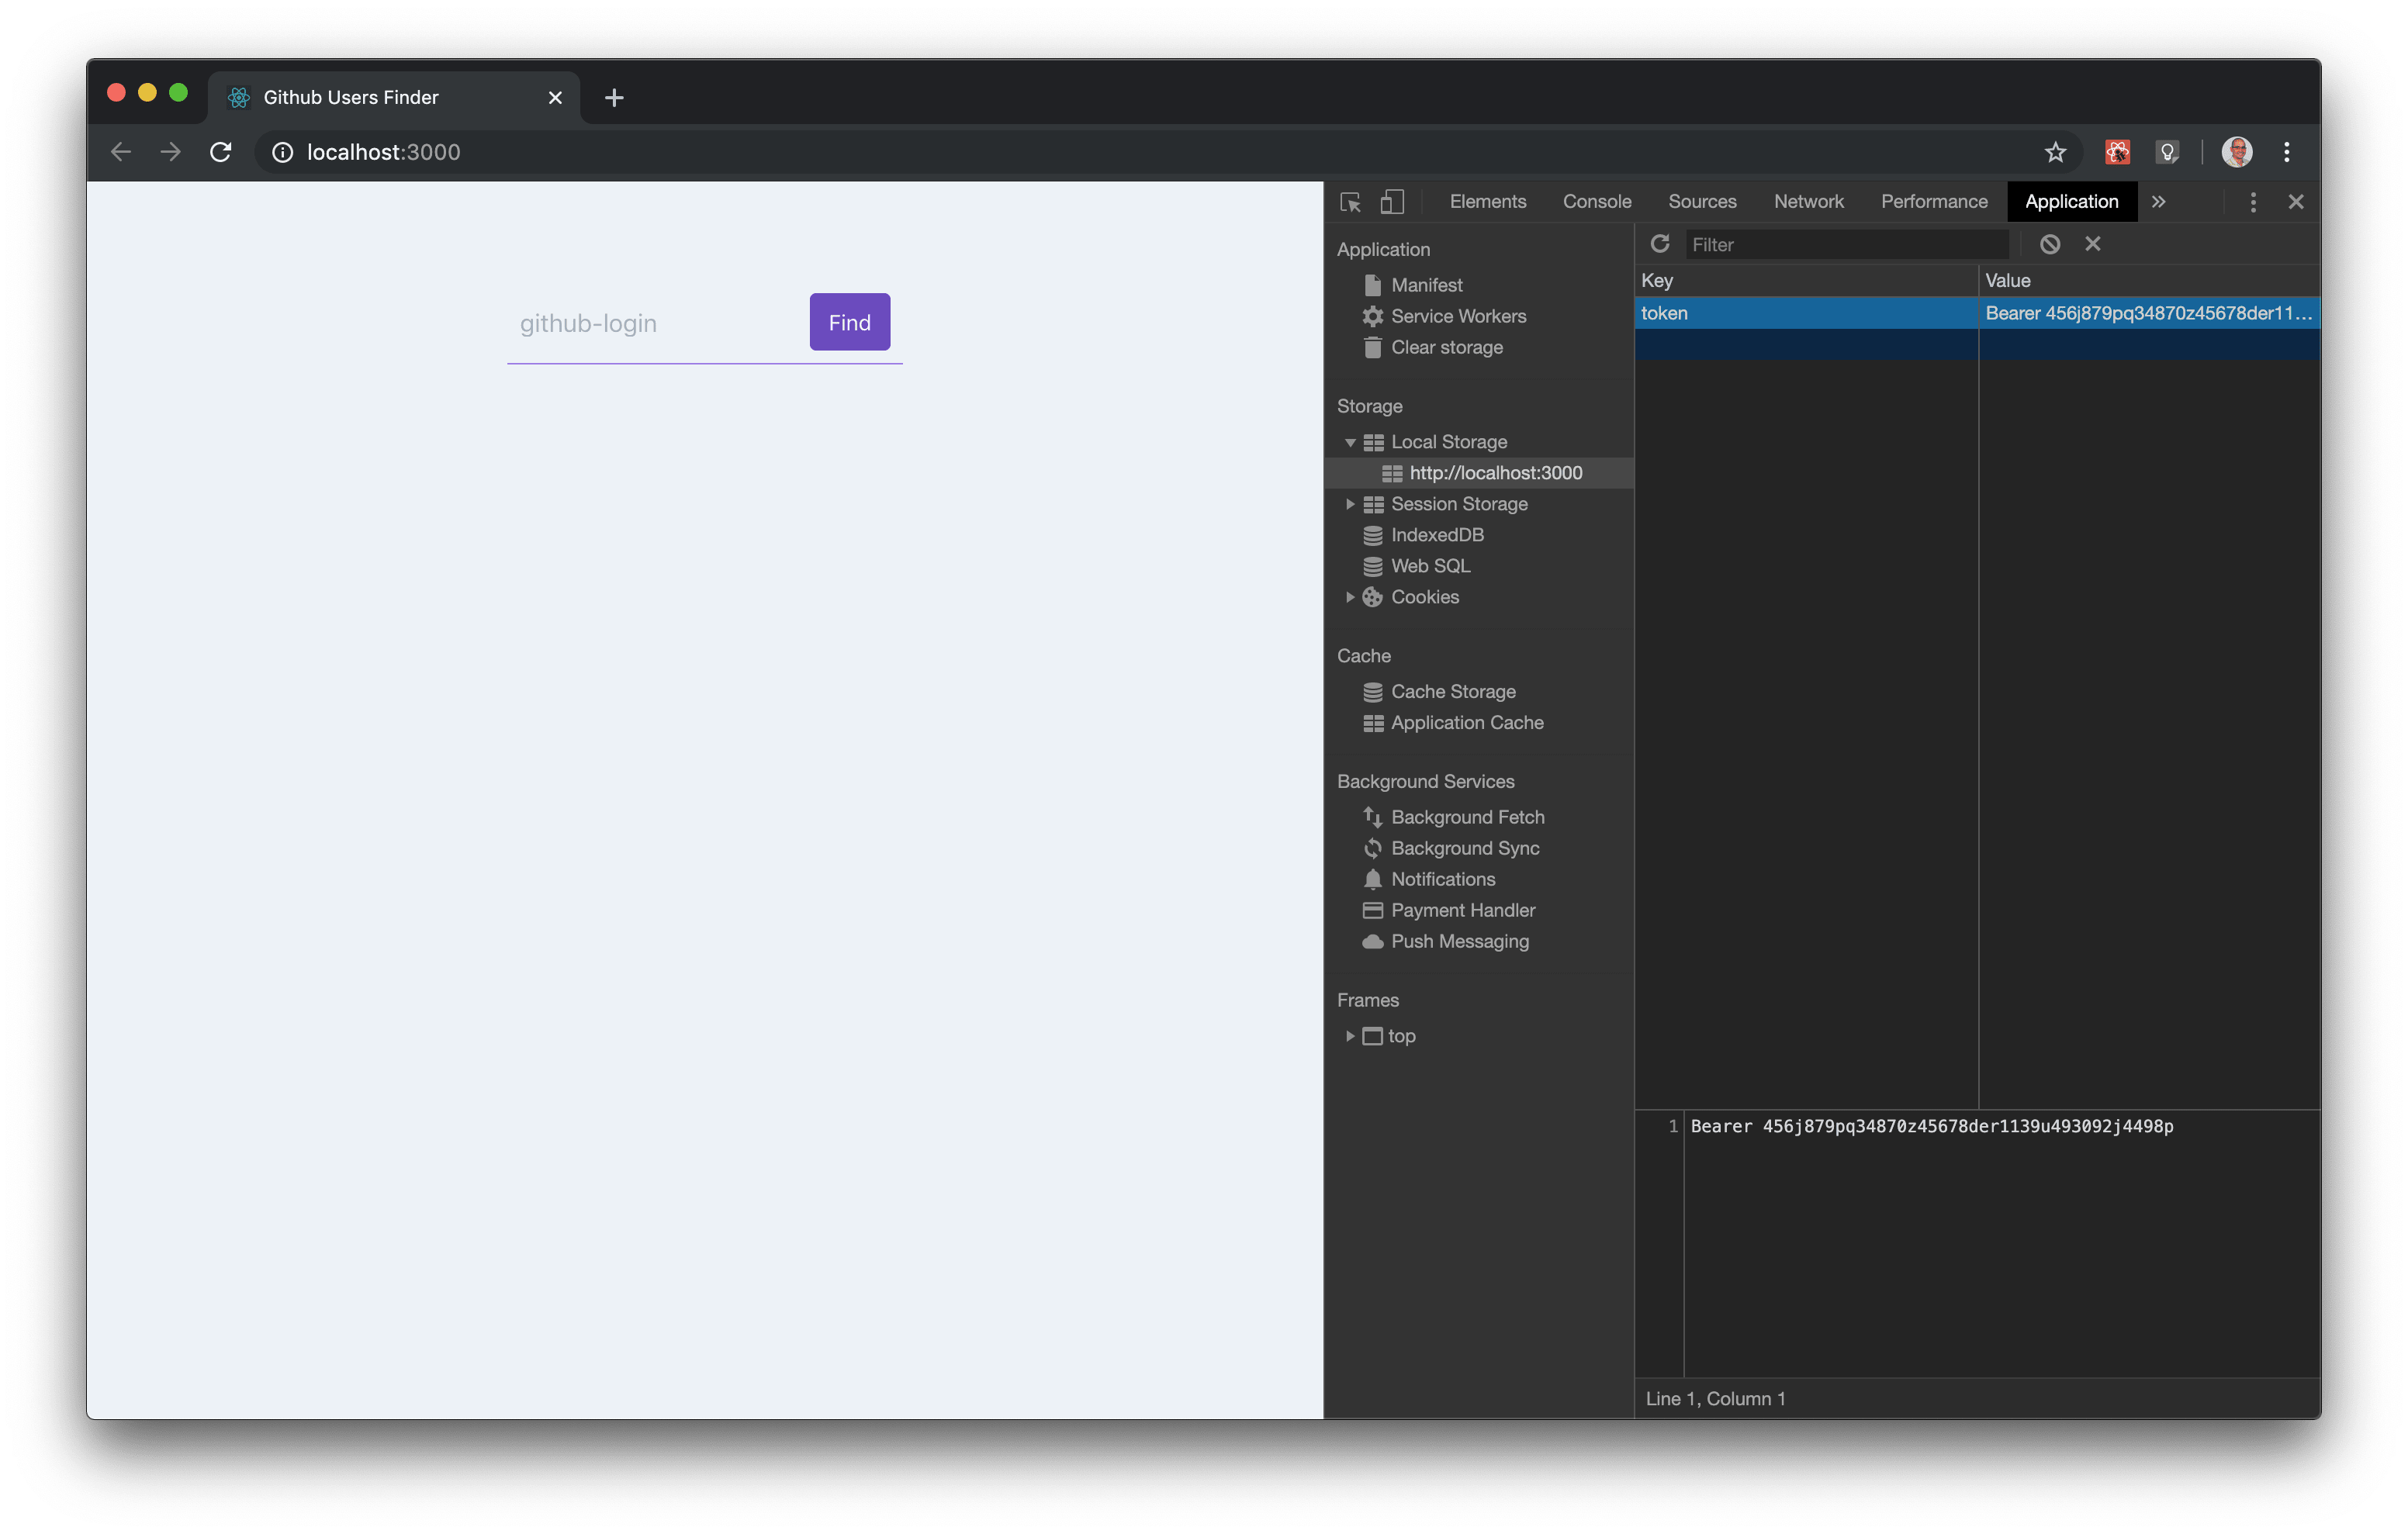 Github Users Finder
localhost:3000
github-login
Find
Elements Console Sources Network Performance Application
Application
Manifest
Service Workers
Clear storage
Storage
Local Storage
http://localhost:3000
Session Storage
IndexedDB
Web SQL
Cookies
Cache
Cache Storage
Application Cache
Background Services
Background Fetch
Background Sync
Notifications
Payment Handler
Push Messaging
Frames
top
Filter
Key Value
token Bearer 456j879pq34870z45678der11…
1 Bearer 456j879pq34870z45678der1139u493092j4498p
Line 1, Column 1